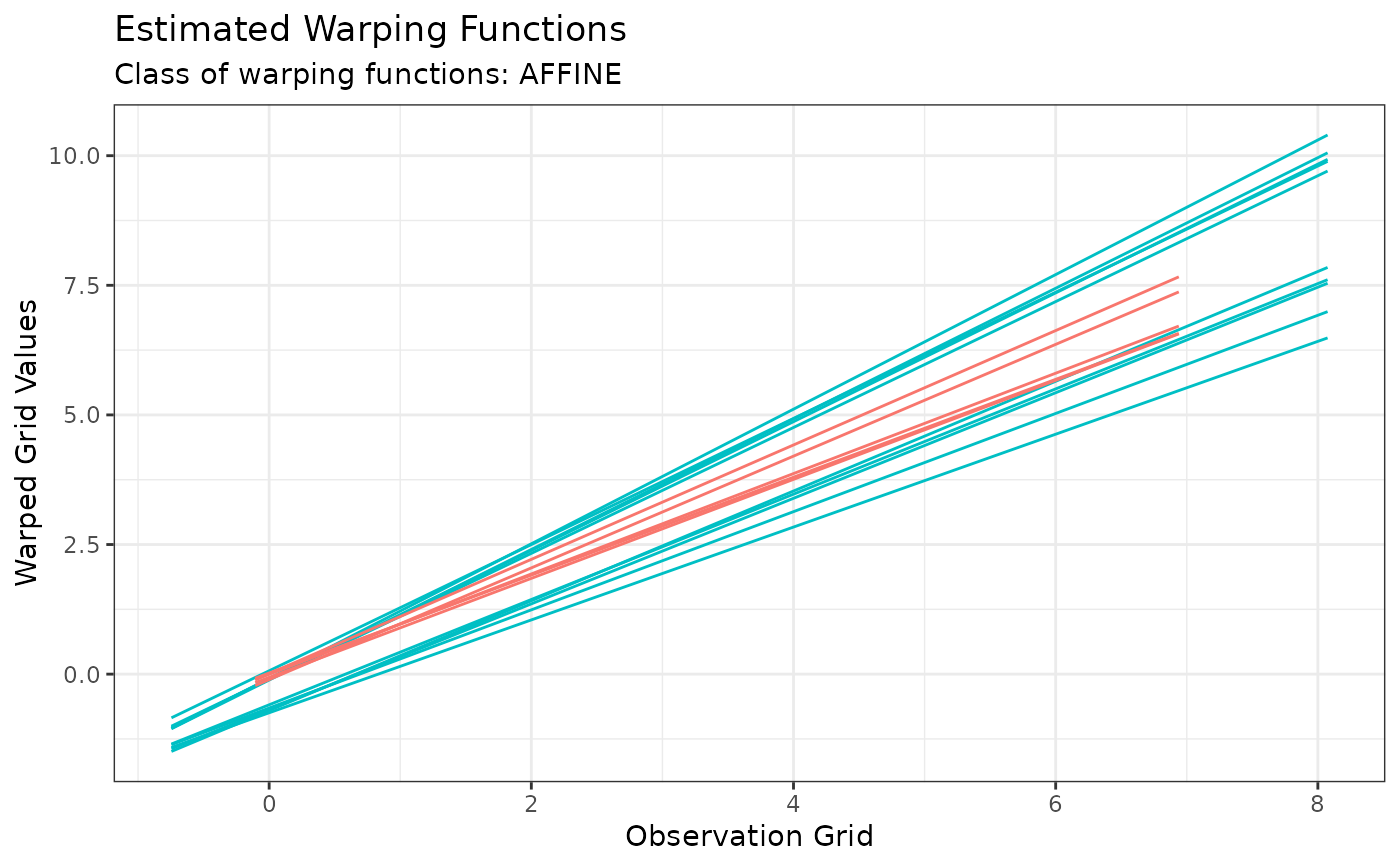 Estimated Warping Functions
Class of warping functions: AFFINE
Warped Grid Values
10.0
7.5
5.0
2.5
0.0
0 2 4 6 8
Observation Grid